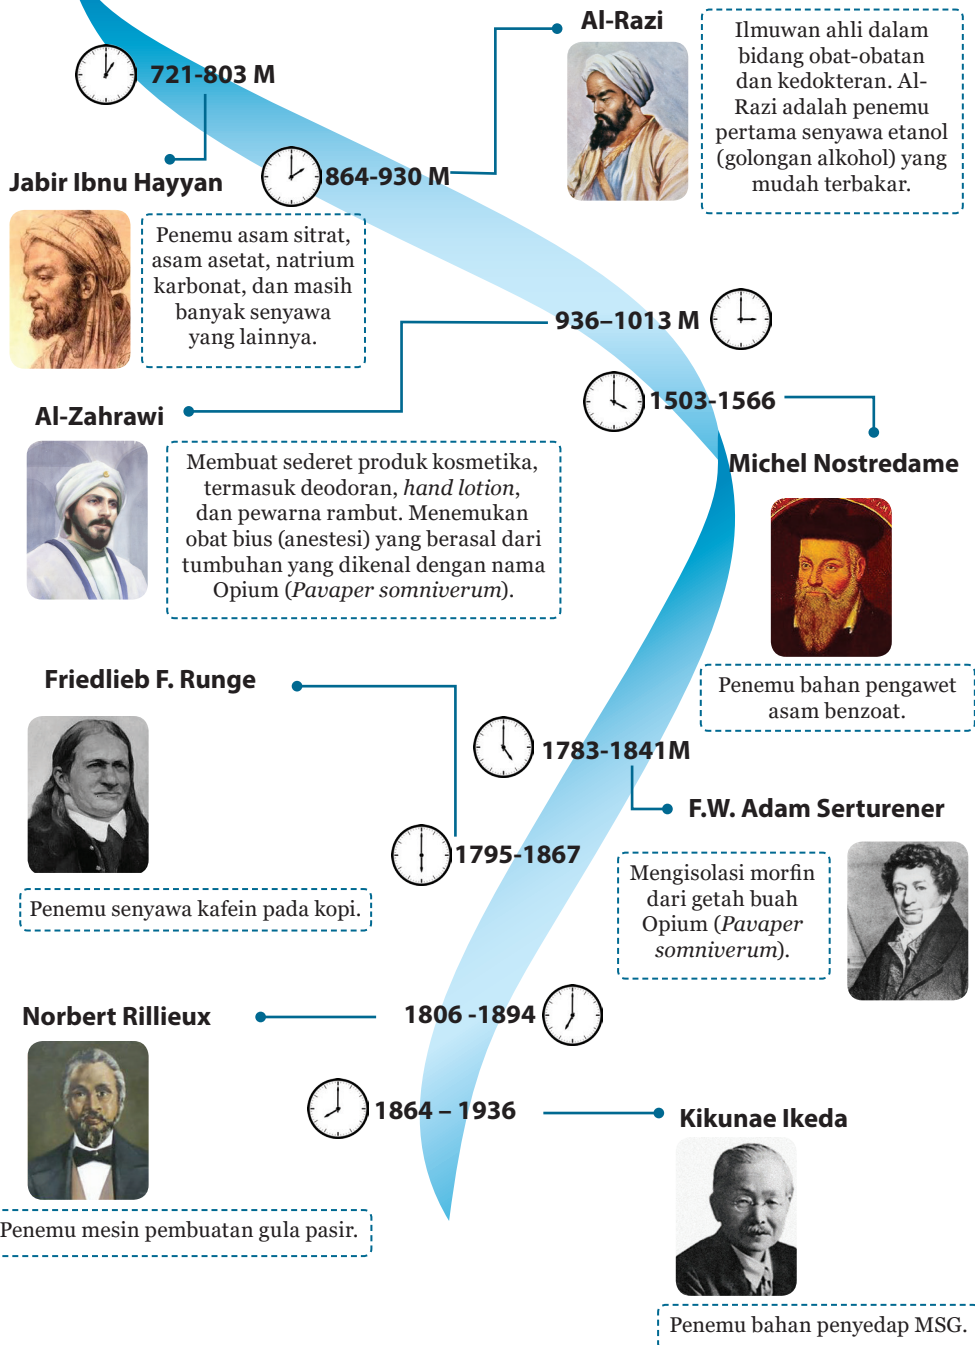 721-803 M
Jabir Ibnu Hayyan
Penemu asam sitrat,
asam asetat, natrium
karbonat, dan masih
banyak senyawa
yang lainnya.
864-930 M
Al-Razi
Ilmuwan ahli dalam
bidang obat-obatan
dan kedokteran. Al-
Razi adalah penemu
pertama senyawa etanol
(golongan alkohol) yang
mudah terbakar.
936–1013 M
Al-Zahrawi
Membuat sederet produk kosmetika,
termasuk deodoran, hand lotion,
dan pewarna rambut. Menemukan
obat bius (anestesi) yang berasal dari
tumbuhan yang dikenal dengan nama
Opium (Pavaper somniverum).
1503-1566
Michel Nostredame
Penemu bahan pengawet
asam benzoat.
1783-1841M
F.W. Adam Serturener
Mengisolasi morfin
dari getah buah
Opium (Pavaper
somniverum).
Friedlieb F. Runge
1795-1867
Penemu senyawa kafein pada kopi.
Norbert Rillieux
1806 -1894
Penemu mesin pembuatan gula pasir.
1864 – 1936
Kikunae Ikeda
Penemu bahan penyedap MSG.